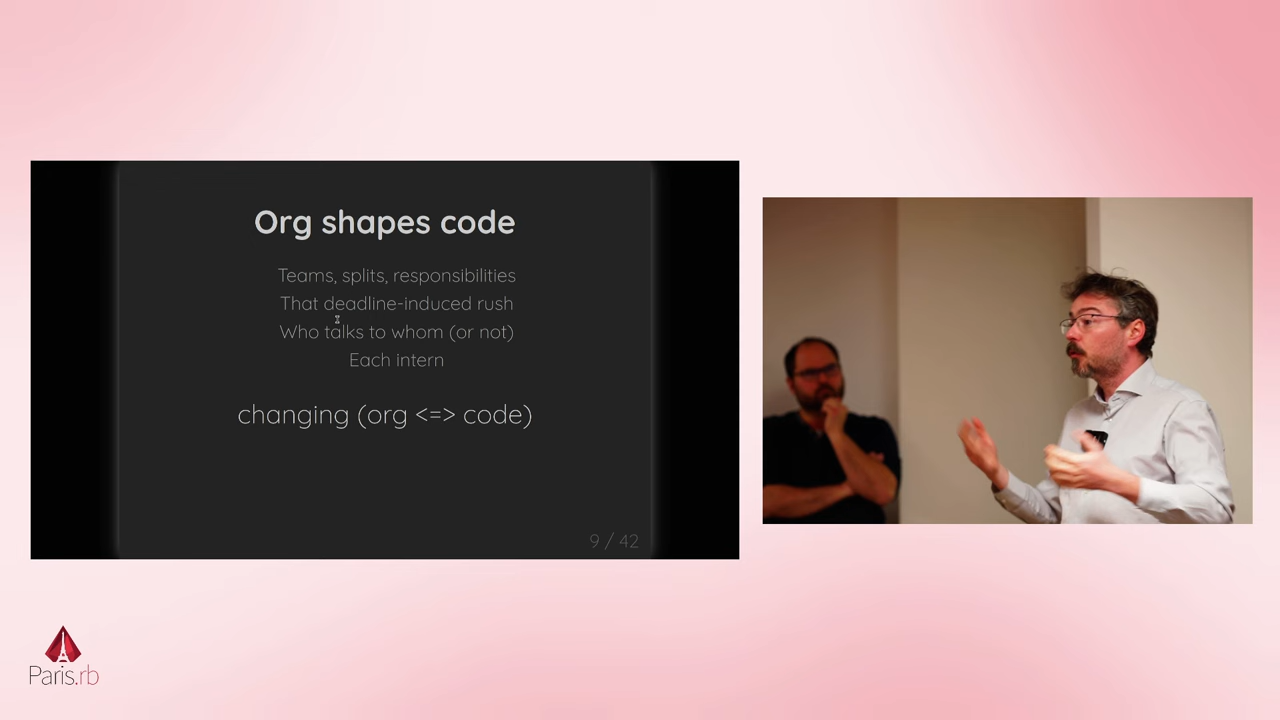 Org shapes code
Teams, splits, responsibilities
That deadline-induced rush
Who talks to whom (or not)
Each intern
changing (org <=> code)
9 / 42
Paris.rb